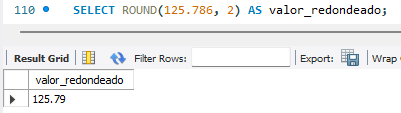 110 SELECT ROUND(125.786, 2) AS valor_redondeado;
Result Grid Filter Rows: Export: Wrap
valor_redondeado
125.79